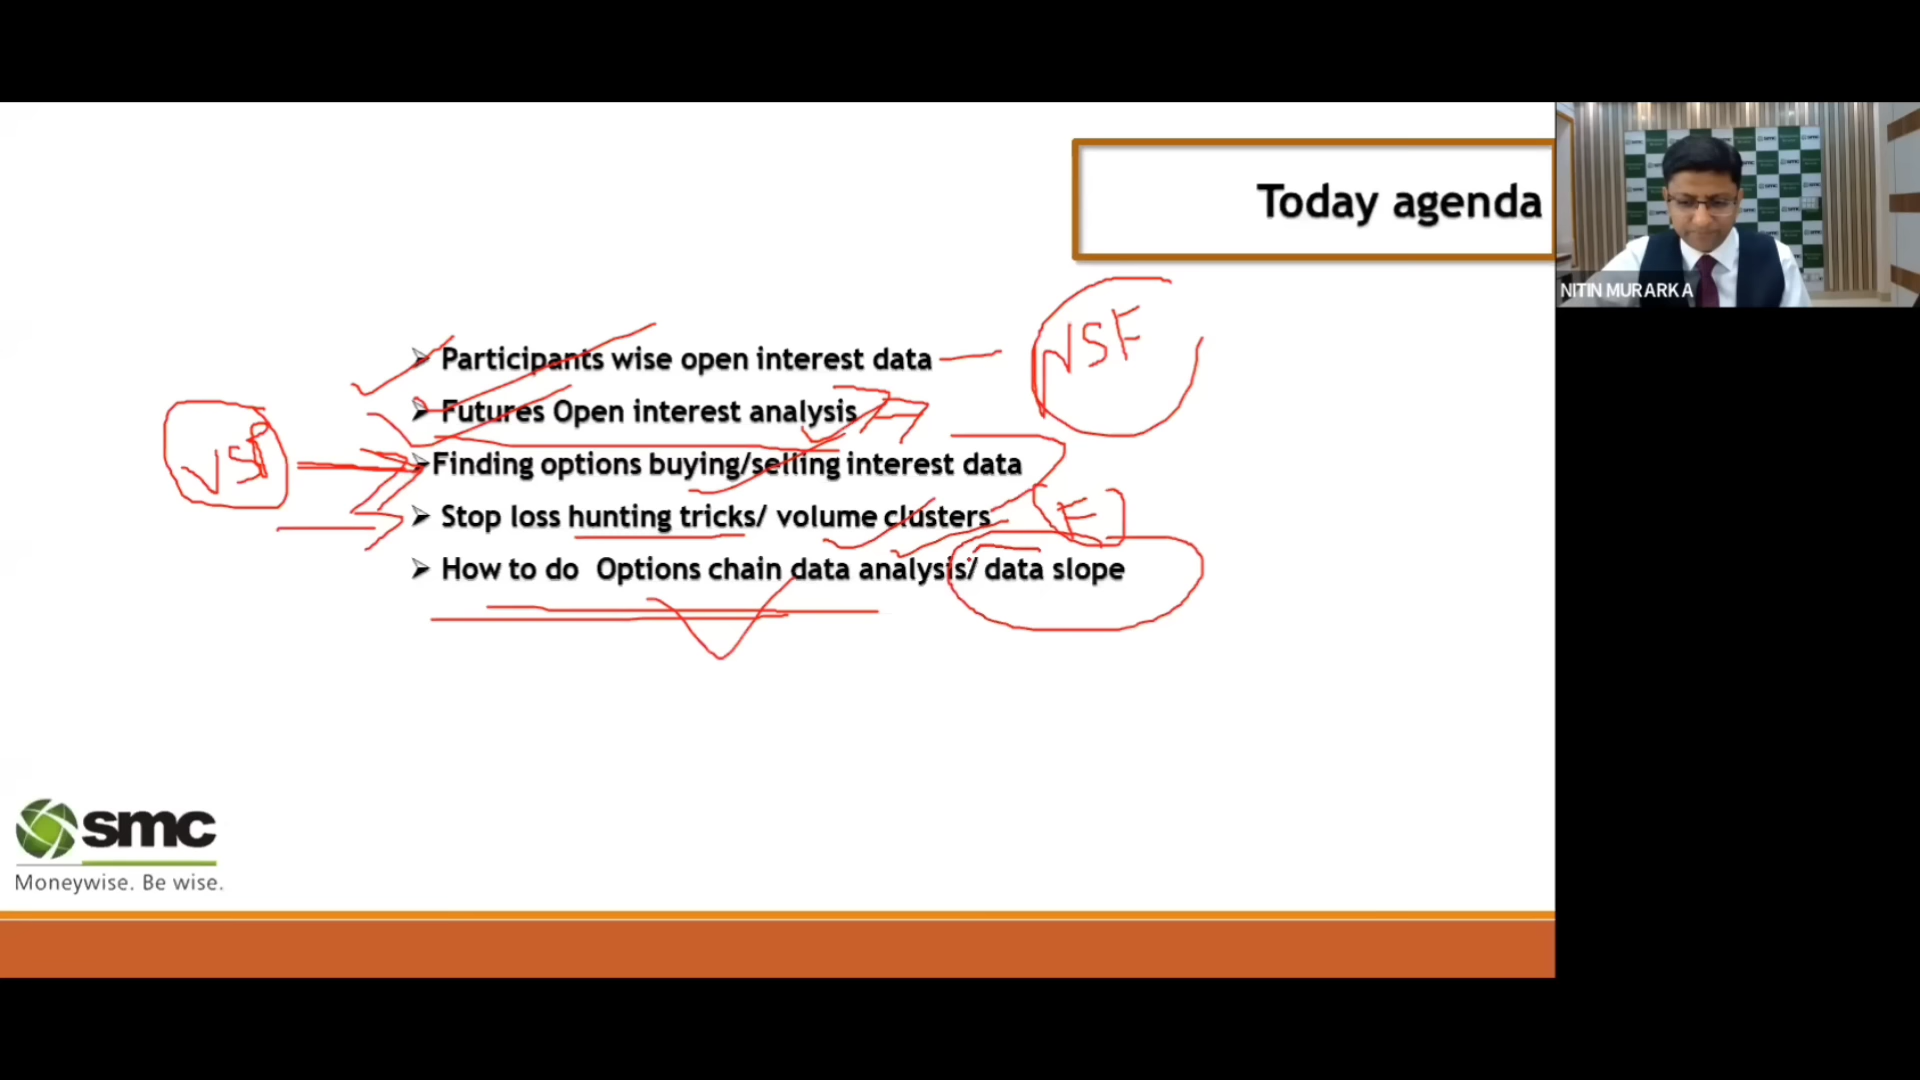 Today agenda
NITIN MURARKA
NSE
➢ Participants wise open interest data
➢ Futures Open interest analysis
➢Finding options buying/selling interest data
➢ Stop loss hunting tricks/ volume clusters
➢ How to do Options chain data analysis/ data slope
smc
Moneywise. Be wise.